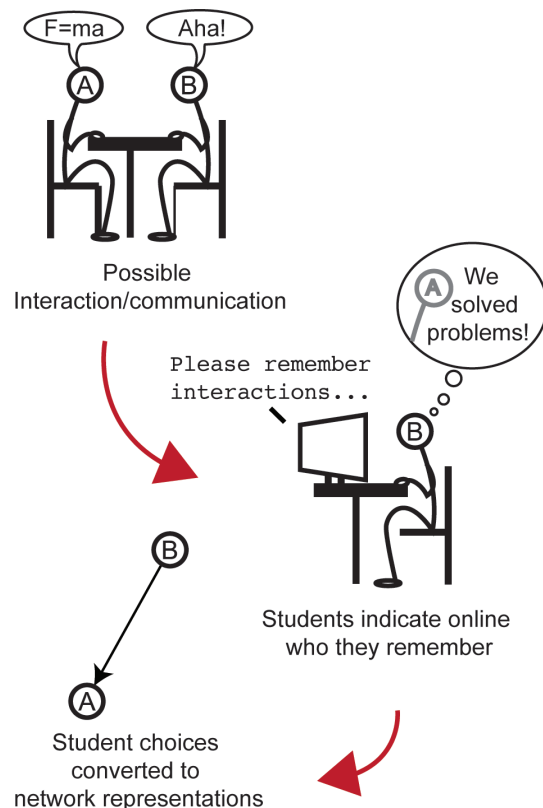 F=ma
Aha!
A
B
Possible
Interaction/communication
A
We
solved
problems!
Please remember
interactions...
B
Students indicate online
who they remember
B
A
Student choices
converted to
network representations